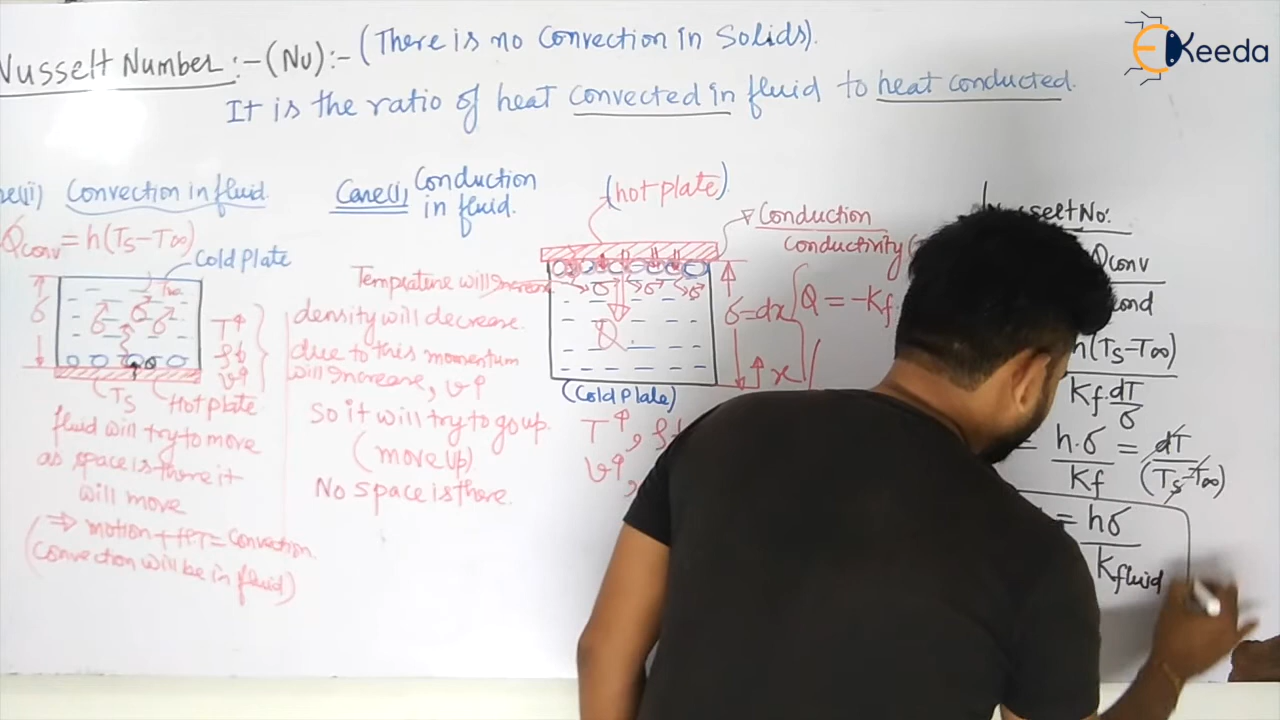 EKeeda
Nusselt Number :- (Nu) :- (There is no Convection in Solids).
It is the ratio of heat convected in fluid to heat conducted.
(ii) Convection in fluid
Qconv = h(Ts-T∞)
Cold Plate
δ
T↑
Ts
Hot Plate
fluid will try to move
as space is there it
will move
⇒ motion + HT = Convection
(Convection will be in fluid)
Case(i) Conduction
in fluid.
Temperature will increase
density will decrease.
due to this momentum
will increase, v↑
So it will try to go up.
(move up)
No space is there.
(hot plate)
Conduction
Conductivity
Q
δ=dx
Q = -Kf
x
(Cold Plate)
T↑,
v↑,
Nusselt No:
Qconv
cond
h(Ts-T∞)
Kf dT
δ
= h.δ = dT
Kf (Ts-T∞)
= hδ
Kfluid